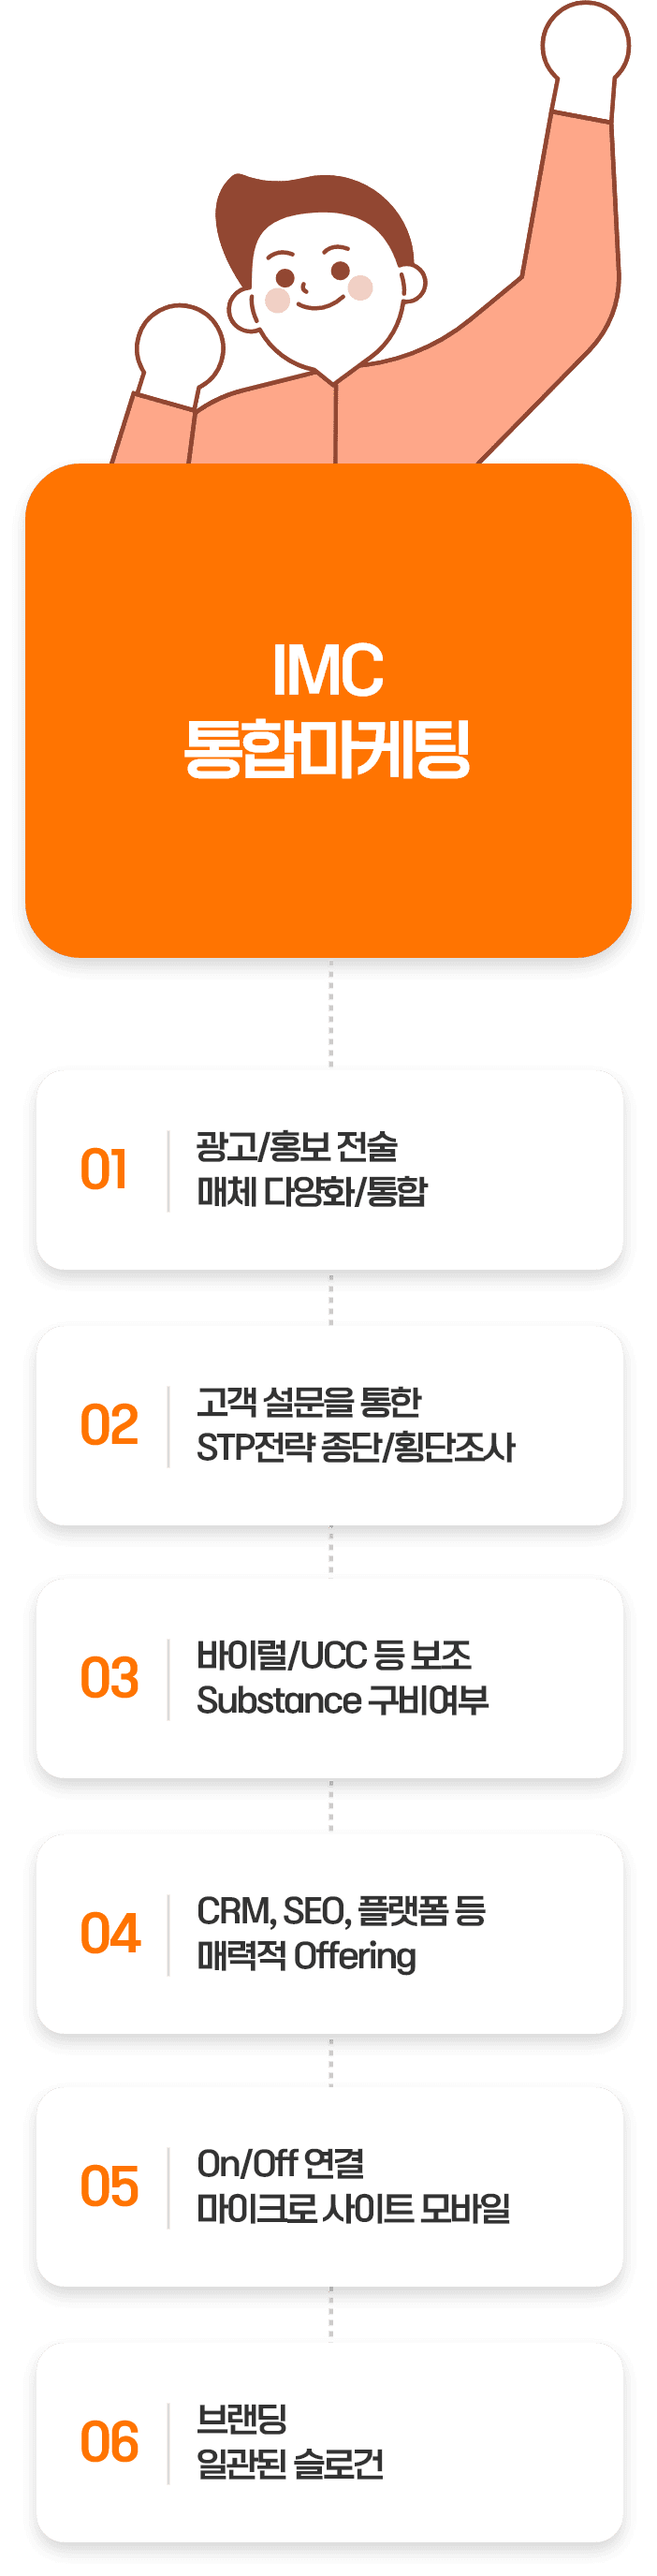 IMC
통합마케팅
01
광고/홍보 전술
매체 다양화/통합
02
고객 설문을 통한
STP전략 종단/횡단조사
03
바이럴/UCC 등 보조
Substance 구비여부
04
CRM, SEO, 플랫폼 등
매력적 Offering
05
On/Off 연결
마이크로 사이트 모바일
06
브랜딩
일관된 슬로건